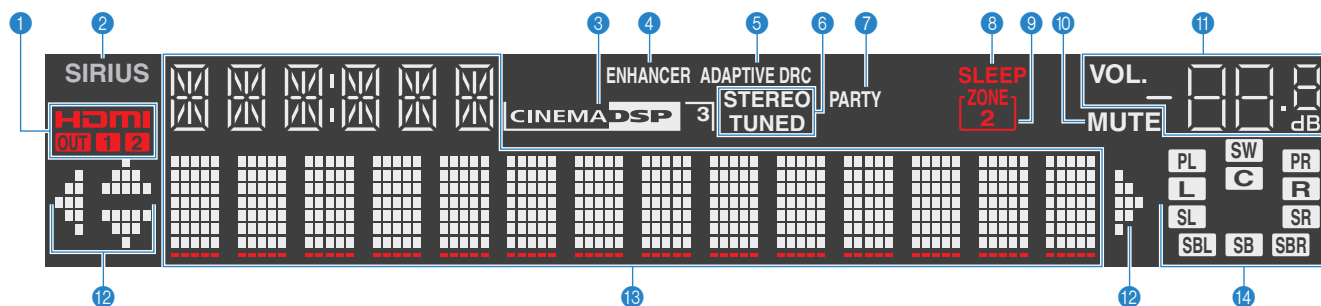 1 2 3 4 5 6 7 8 9 10 11
SIRIUS
HDMI
OUT 1 2
CINEMA DSP 3
ENHANCER ADAPTIVE DRC
STEREO
TUNED
PARTY
SLEEP
ZONE
2
VOL.
MUTE
-88.8
dB
PL SW PR
L C R
SL SR
SBL SB SBR
12 13 12 14